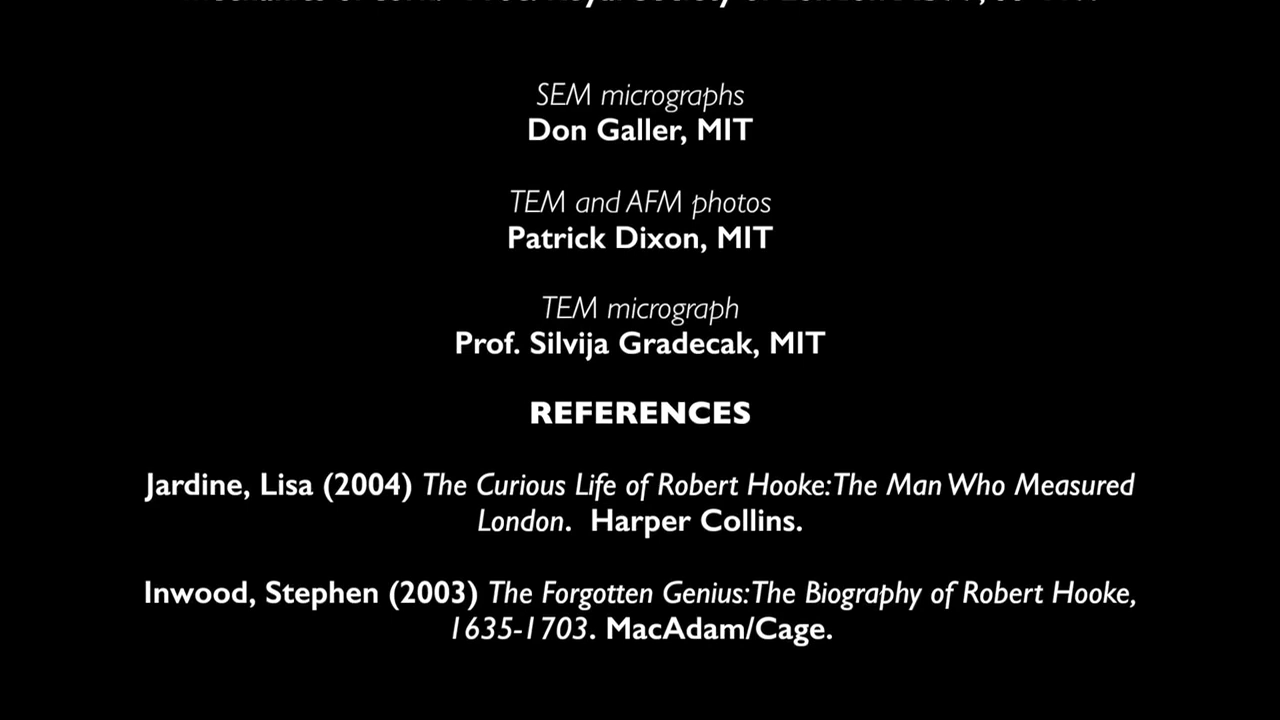 SEM micrographs
Don Galler, MIT
TEM and AFM photos
Patrick Dixon, MIT
TEM micrograph
Prof. Silvija Gradecak, MIT
REFERENCES
Jardine, Lisa (2004) The Curious Life of Robert Hooke: The Man Who Measured
London. Harper Collins.
Inwood, Stephen (2003) The Forgotten Genius: The Biography of Robert Hooke,
1635-1703. MacAdam/Cage.